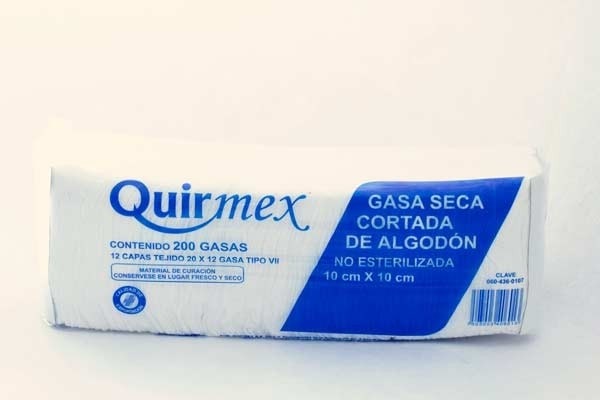 Quirmex
CONTENIDO 200 GASAS
12 CAPAS TEJIDO 20 X 12 GASA TIPO VII
MATERIAL DE CURACIÓN
CONSERVESE EN LUGAR FRESCO Y SECO
GASA SECA
CORTADA
DE ALGODÓN
NO ESTERILIZADA
10 cm X 10 cm
CLAVE
060-436-0107